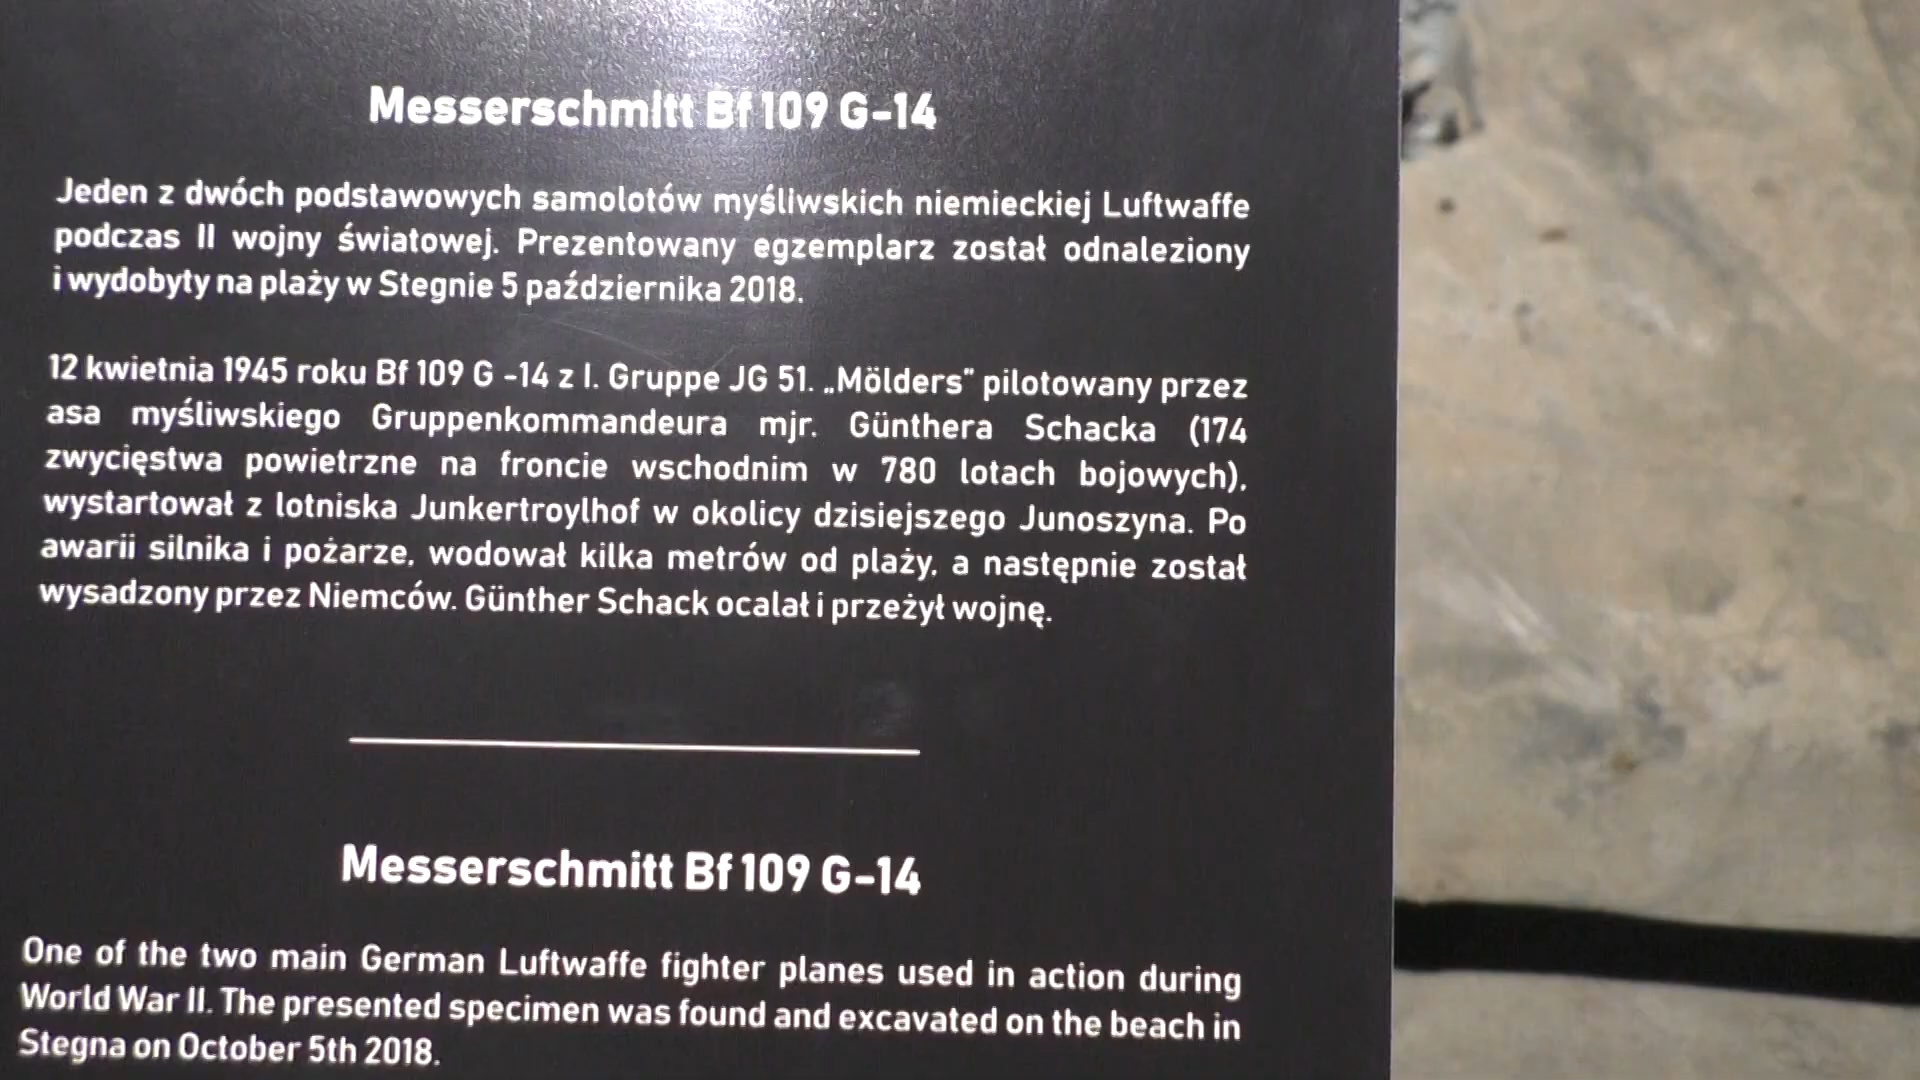 Messerschmitt Bf 109 G-14
Jeden z dwóch podstawowych samolotów myśliwskich niemieckiej Luftwaffe
podczas II wojny światowej. Prezentowany egzemplarz został odnaleziony
i wydobyty na plaży w Stegnie 5 października 2018.
12 kwietnia 1945 roku Bf 109 G -14 z I. Gruppe JG 51. „Mölders” pilotowany przez
asa myśliwskiego Gruppenkommandeura mjr. Günthera Schacka (174
zwycięstwa powietrzne na froncie wschodnim w 780 lotach bojowych),
wystartował z lotniska Junkertroylhof w okolicy dzisiejszego Junoszyna. Po
awarii silnika i pożarze, wodował kilka metrów od plaży, a następnie został
wysadzony przez Niemców. Günther Schack ocalał i przeżył wojnę.
Messerschmitt Bf 109 G-14
One of the two main German Luftwaffe fighter planes used in action during
World War II. The presented specimen was found and excavated on the beach in
Stegna on October 5th 2018.